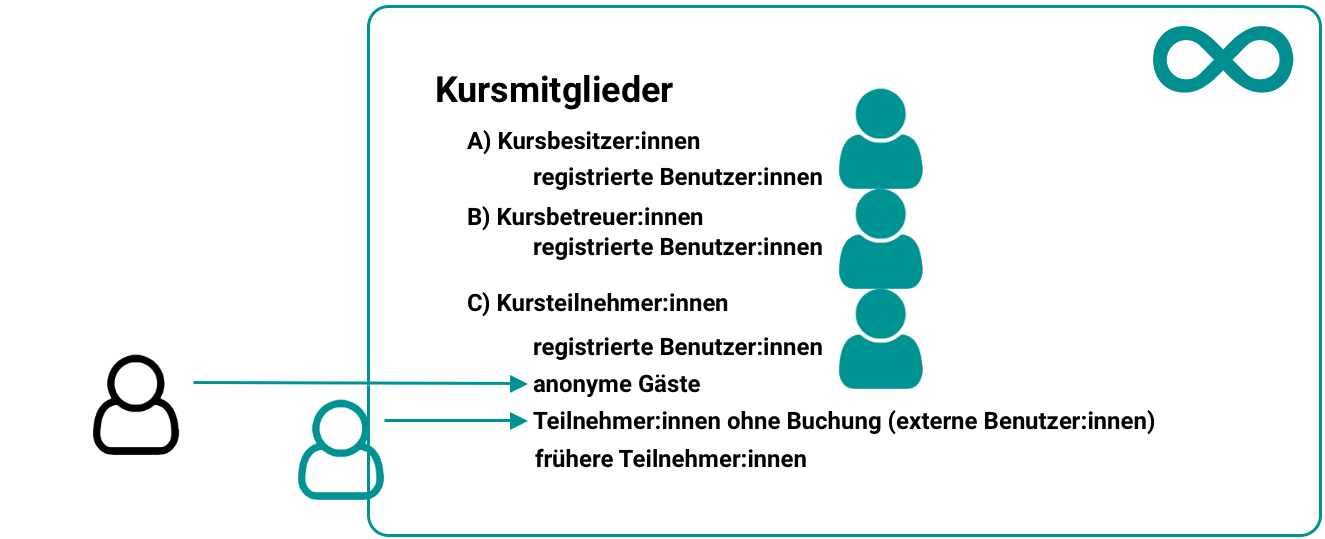 Kursmitglieder
A) Kursbesitzer:innen
registrierte Benutzer:innen
B) Kursbetreuer:innen
registrierte Benutzer:innen
C) Kursteilnehmer:innen
registrierte Benutzer:innen
anonyme Gäste
Teilnehmer:innen ohne Buchung (externe Benutzer:innen)
frühere Teilnehmer:innen